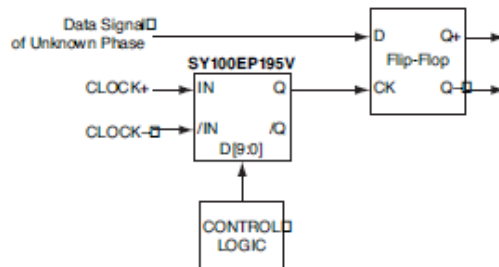 Data Signal□
of Unknown Phase
D Q+
Flip-Flop
SY100EP195V
CLOCK+
IN Q
CK Q–□
CLOCK–□
/IN /Q
D[9:0]
CONTROL□
LOGIC